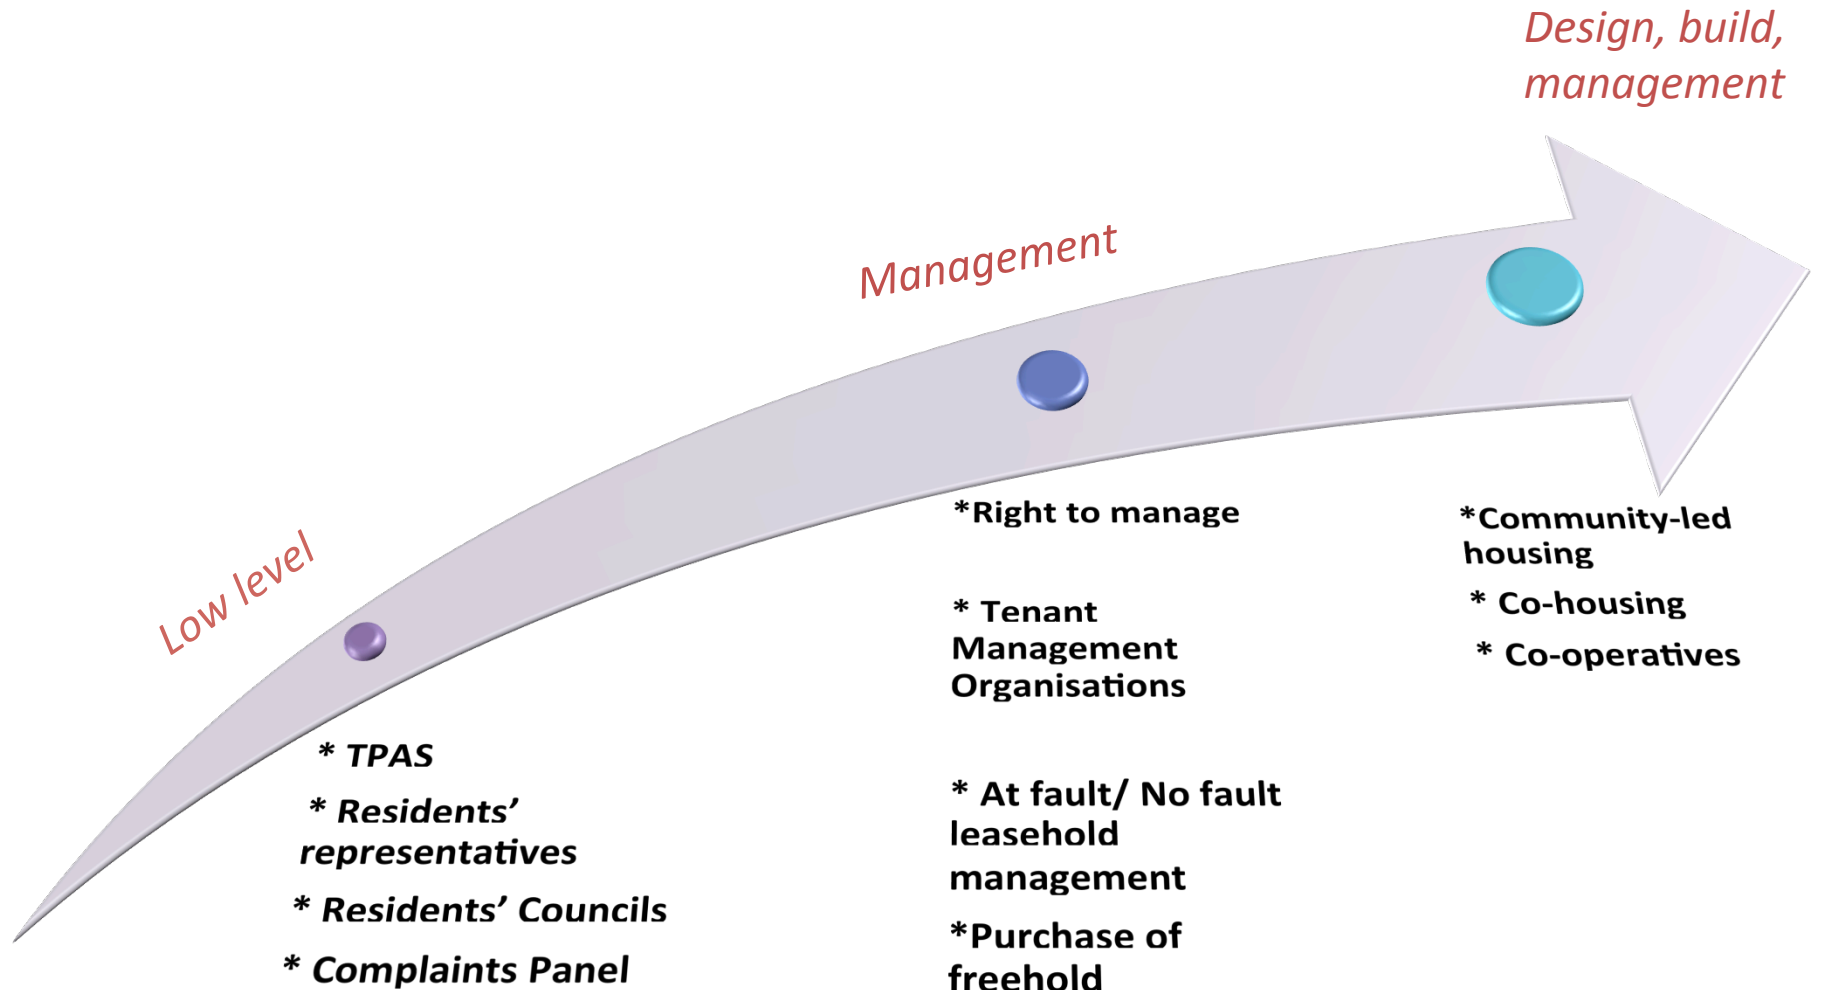 Design, build,
management
Management
Low level
* TPAS
* Residents’
representatives
* Residents’ Councils
* Complaints Panel
*Right to manage
* Tenant
Management
Organisations
* At fault/ No fault
leasehold
management
*Purchase of
freehold
*Community-led
housing
* Co-housing
* Co-operatives